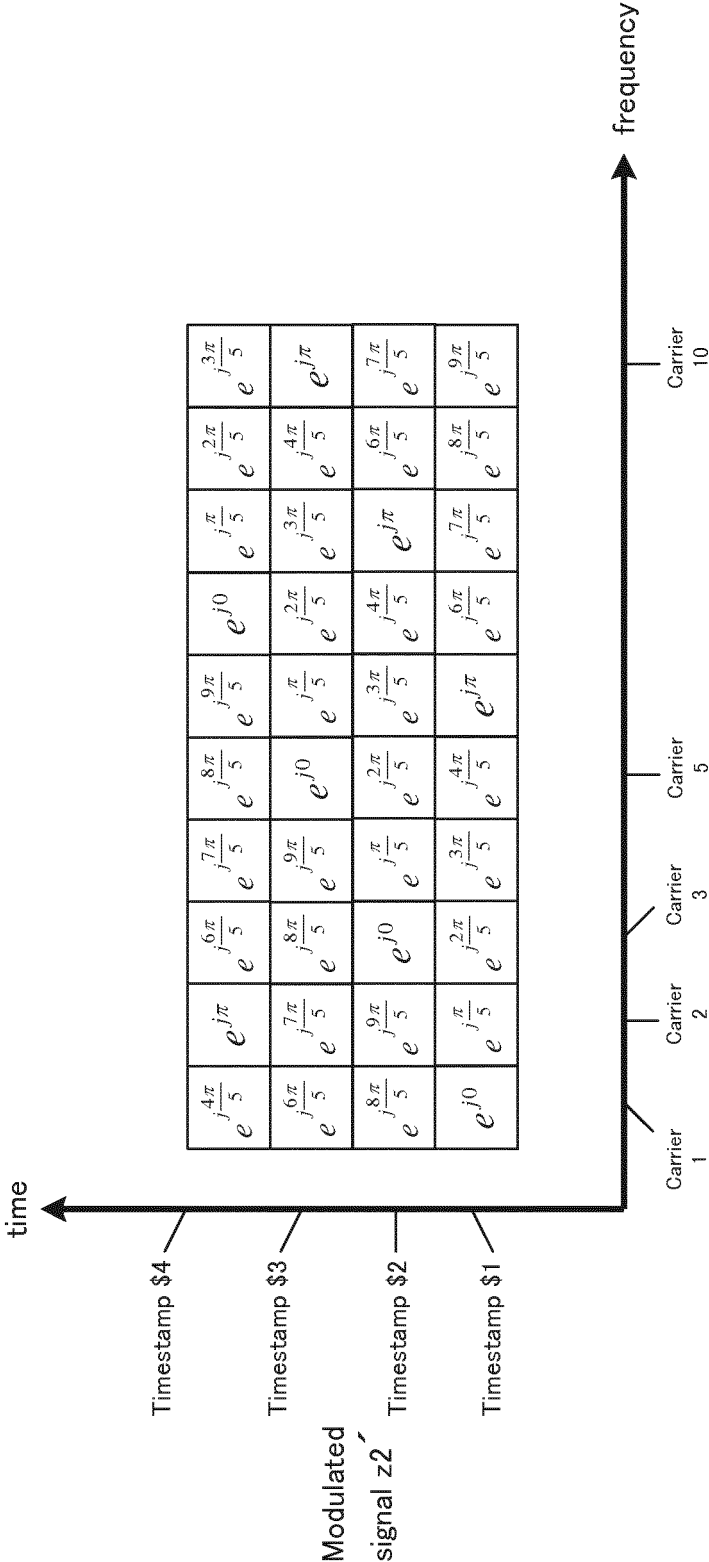 time
Timestamp $4
Timestamp $3
Timestamp $2
Timestamp $1
Modulated
signal z2´
e^{j4π/5} e^{jπ} e^{j6π/5} e^{j7π/5} e^{j8π/5} e^{j9π/5} e^{j0} e^{jπ/5} e^{j2π/5} e^{j3π/5}
e^{j6π/5} e^{j7π/5} e^{j8π/5} e^{j9π/5} e^{j0} e^{jπ/5} e^{j2π/5} e^{j3π/5} e^{j4π/5} e^{jπ}
e^{j8π/5} e^{j9π/5} e^{j0} e^{jπ/5} e^{j2π/5} e^{j3π/5} e^{j4π/5} e^{jπ} e^{j6π/5} e^{j7π/5}
e^{j0} e^{jπ/5} e^{j2π/5} e^{j3π/5} e^{j4π/5} e^{jπ} e^{j6π/5} e^{j7π/5} e^{j8π/5} e^{j9π/5}
Carrier
1
Carrier
2
Carrier
3
Carrier
5
Carrier
10
frequency